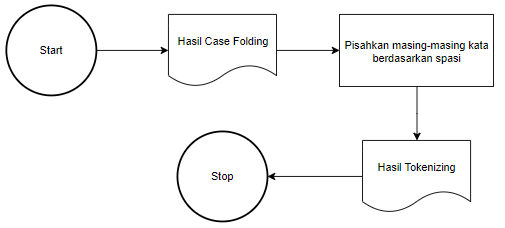 Start
Hasil Case Folding
Pisahkan masing-masing kata
berdasarkan spasi
Hasil Tokenizing
Stop